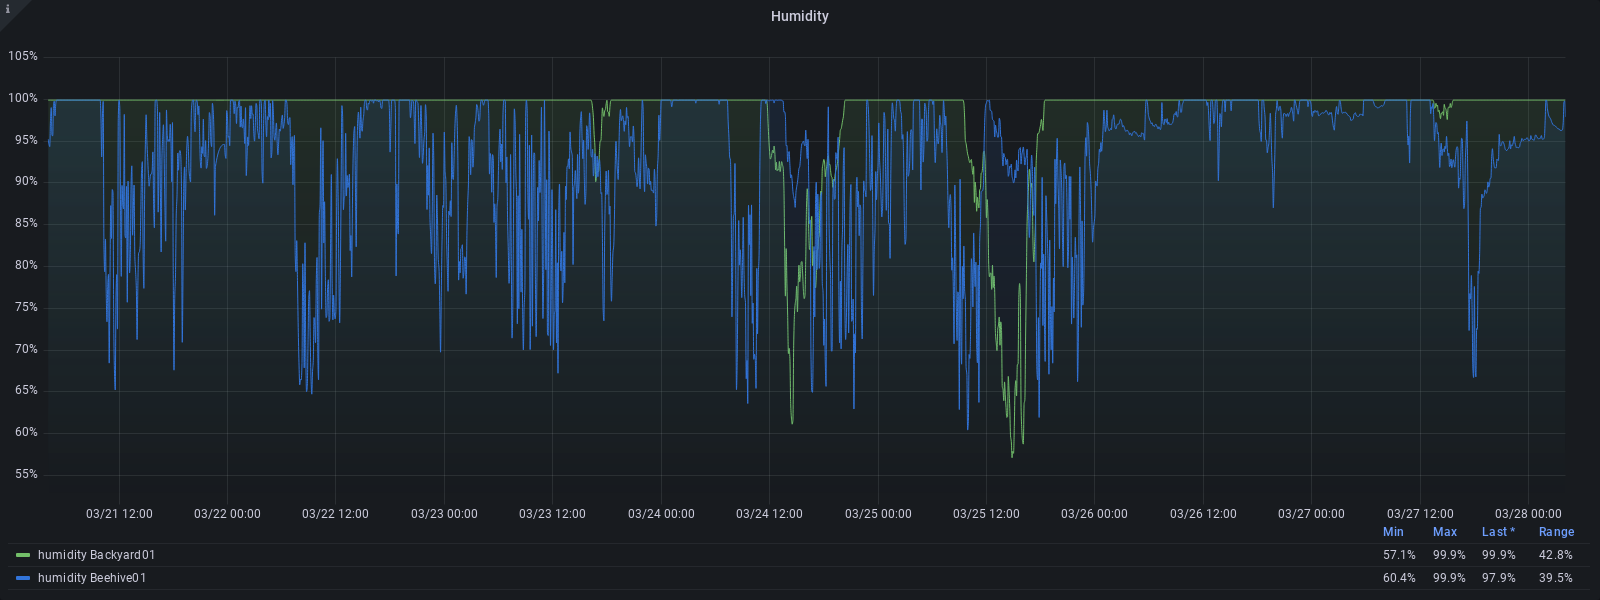 i
Humidity
105%
100%
95%
90%
85%
80%
75%
70%
65%
60%
55%
03/21 12:00 03/22 00:00 03/22 12:00 03/23 00:00 03/23 12:00 03/24 00:00 03/24 12:00 03/25 00:00 03/25 12:00 03/26 00:00 03/26 12:00 03/27 00:00 03/27 12:00 03/28 00:00
Min Max Last * Range
humidity Backyard01 57.1% 99.9% 99.9% 42.8%
humidity Beehive01 60.4% 99.9% 97.9% 39.5%